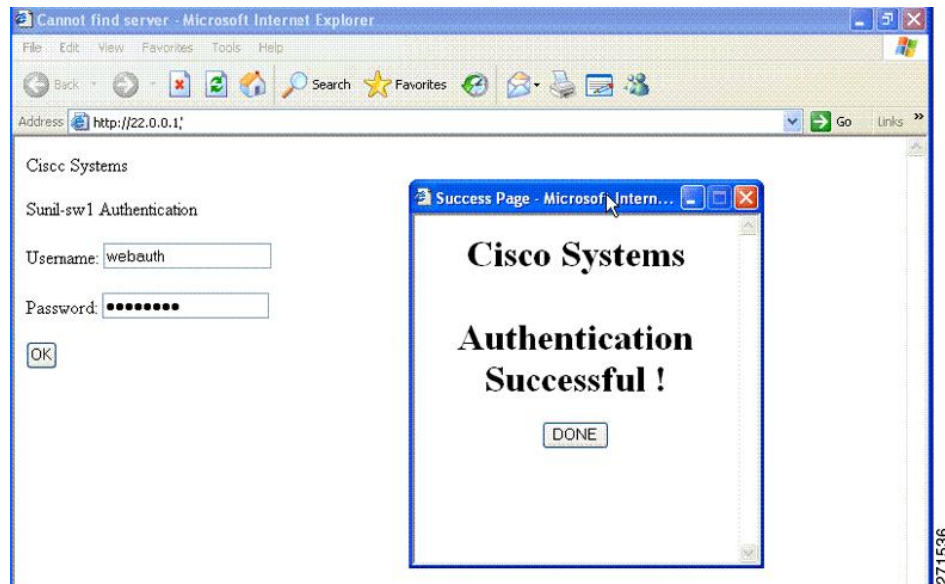 Cannot find server - Microsoft Internet Explorer
File Edit View Favorites Tools Help
Back Search Favorites
Address http://22.0.0.1/ Go Links »
Cisco Systems
Sunil-sw1 Authentication
Username: webauth
Password: ••••••••
OK
Success Page - Microsoft Intern...
Cisco Systems
Authentication
Successful !
DONE
271536